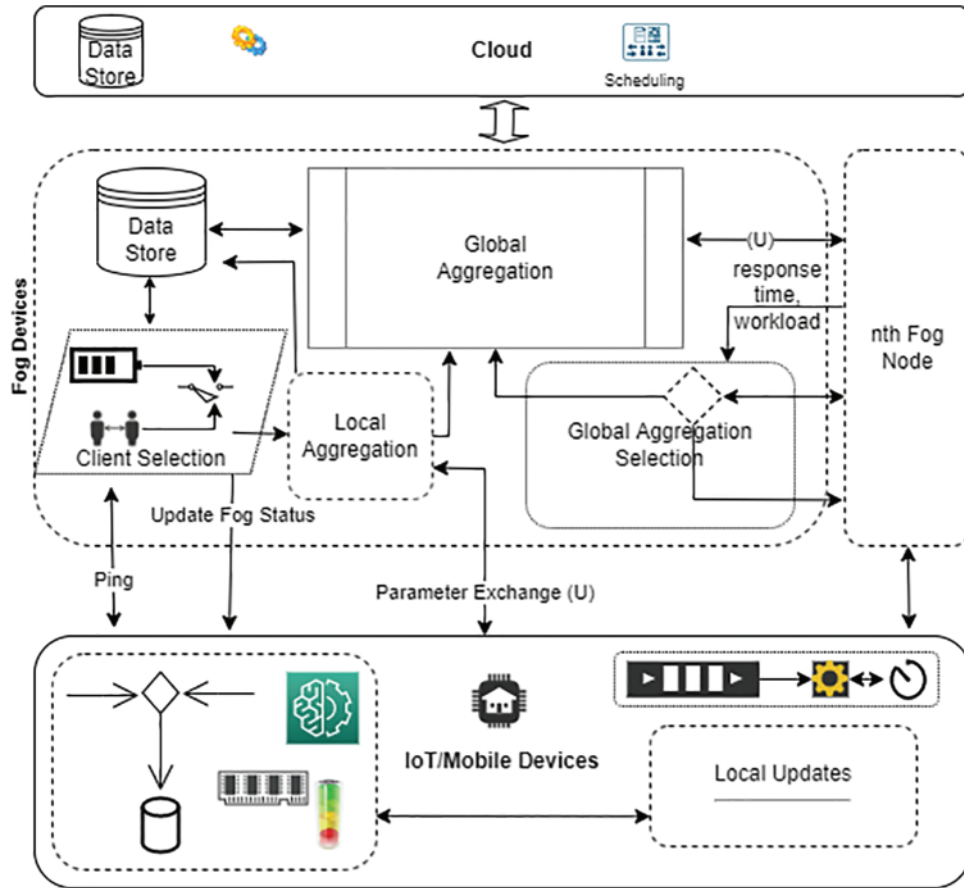 Data
Store
Cloud
Scheduling
Fog Devices
Data
Store
Global
Aggregation
(U)
response
time,
workload
nth Fog
Node
Client Selection
Local
Aggregation
Global Aggregation
Selection
Update Fog Status
Ping
Parameter Exchange (U)
IoT/Mobile Devices
Local Updates